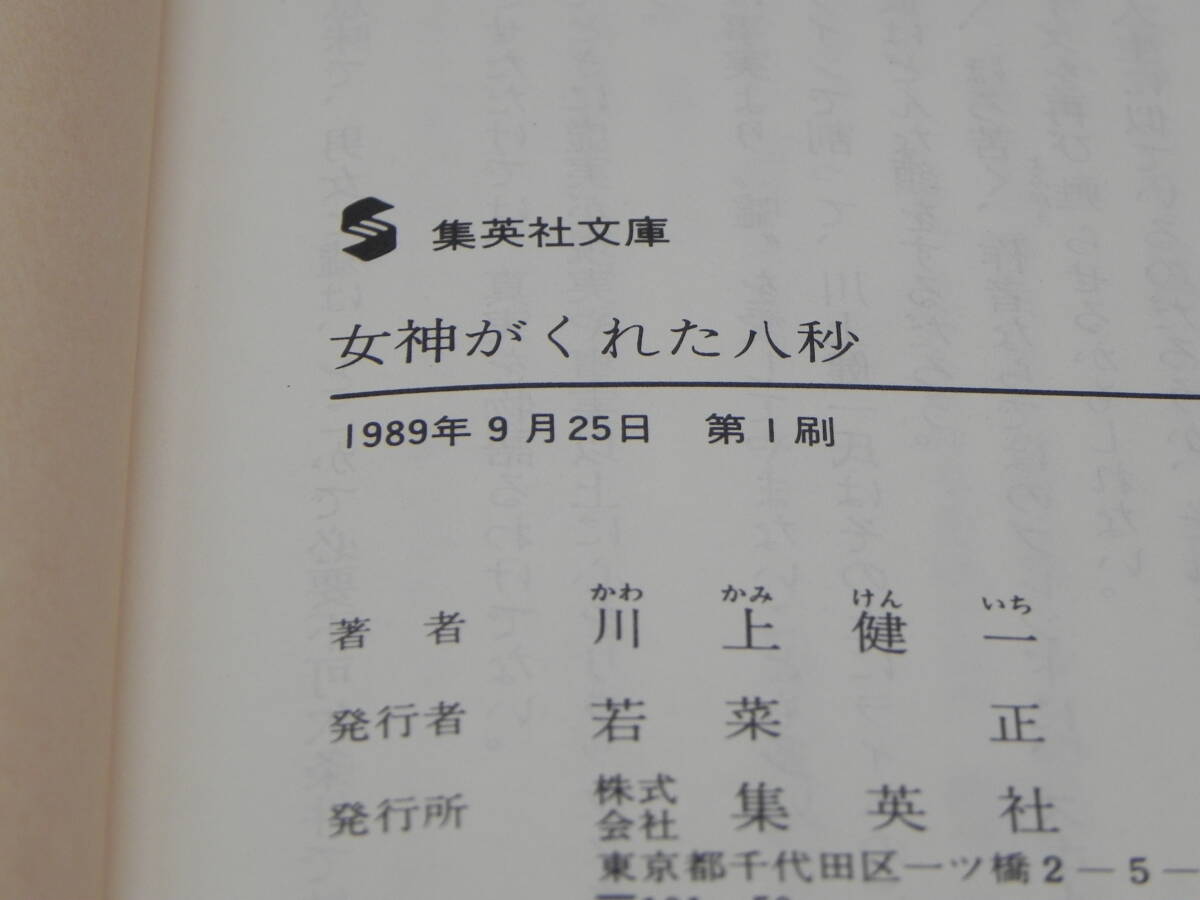 集英社文庫
女神がくれた八秒
1989年9月25日 第1刷
かわ かみ けん いち
著者 川上健一
発行者 若菜 正
発行所 株式会社 集英社
東京都千代田区一ツ橋2－5－